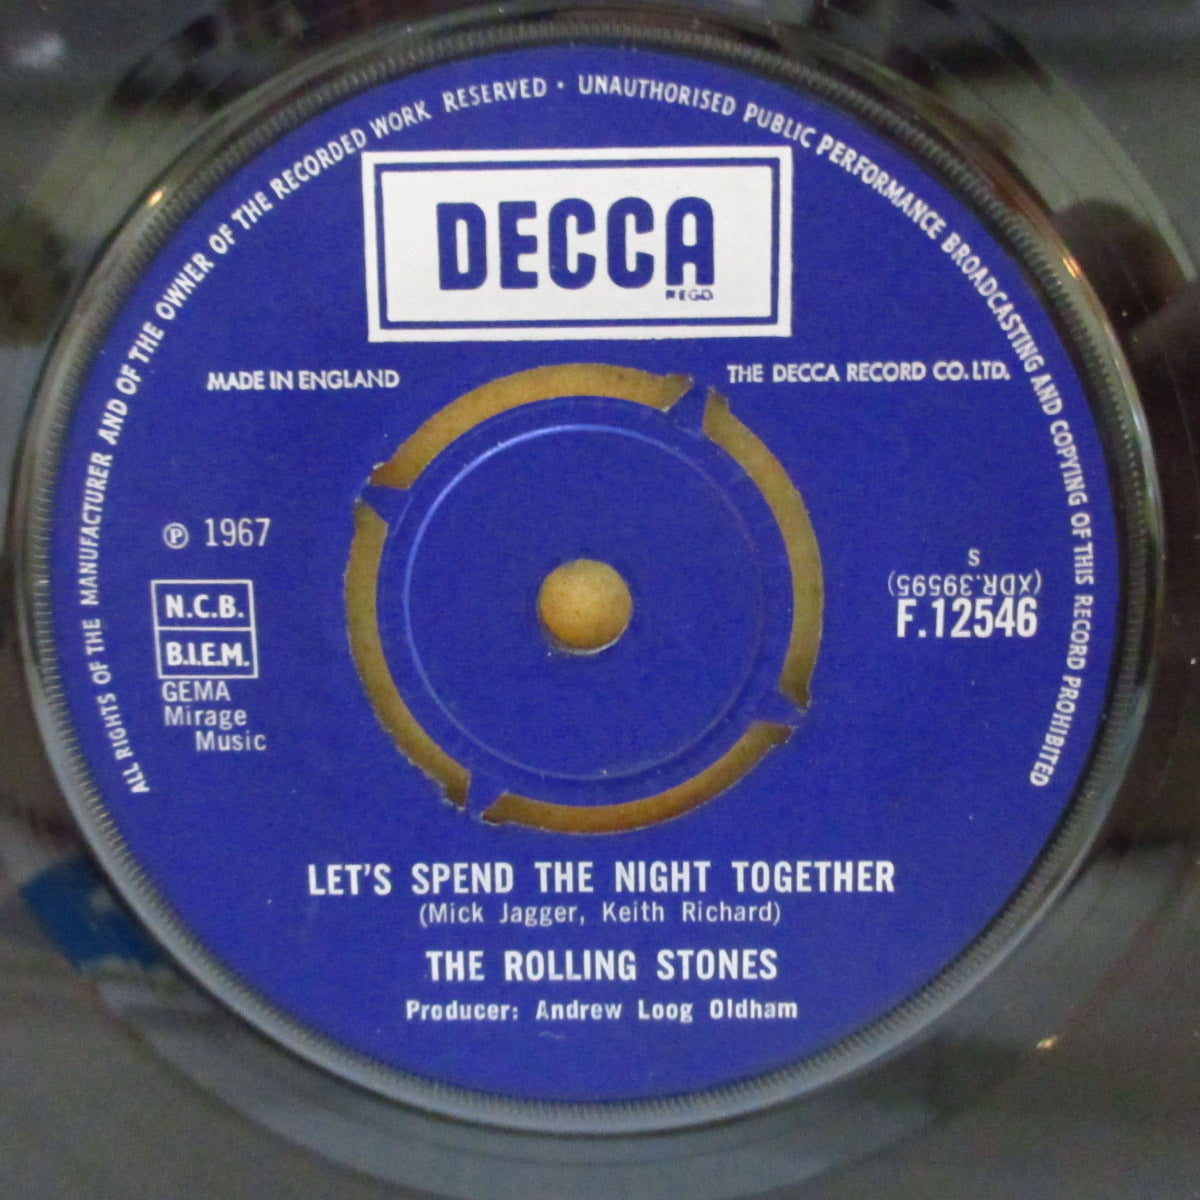 ALL RIGHTS OF THE MANUFACTURER AND OF THE OWNER OF THE RECORDED WORK RESERVED · UNAUTHORISED PUBLIC PERFORMANCE BROADCASTING AND COPYING OF THIS RECORD PROHIBITED
DECCA
REGD.
MADE IN ENGLAND
THE DECCA RECORD CO. LTD.
℗ 1967
N.C.B.
B.I.E.M.
GEMA
Mirage
Music
S
(XDR.39595)
F.12546
LET'S SPEND THE NIGHT TOGETHER
(Mick Jagger, Keith Richard)
THE ROLLING STONES
Producer: Andrew Loog Oldham